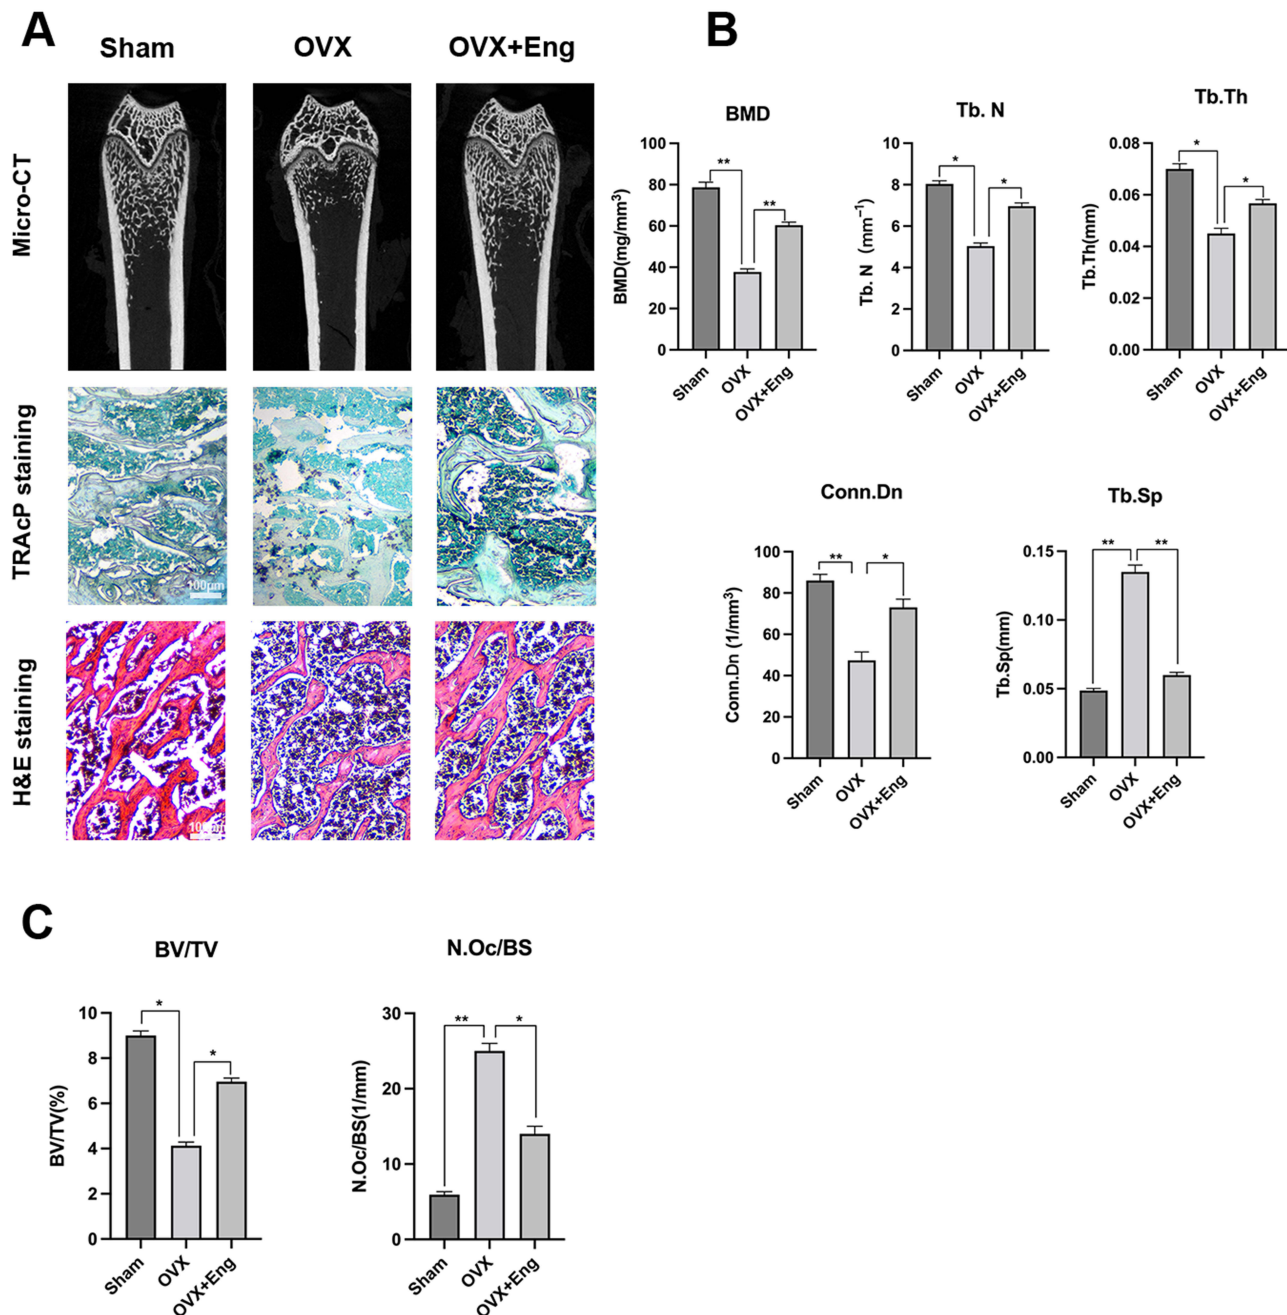 A
Sham
OVX
OVX+Eng
Micro-CT
TRAcP staining
100μm
H&E staining
100μm
B
BMD
BMD(mg/mm³)
100
80
60
40
20
0
**
**
Sham
OVX
OVX+Eng
Tb. N
Tb. N (mm⁻¹)
10
8
6
4
2
0
*
*
Sham
OVX
OVX+Eng
Tb.Th
Tb.Th(mm)
0.08
0.06
0.04
0.02
0.00
*
*
Sham
OVX
OVX+Eng
Conn.Dn
Conn.Dn (1/mm³)
100
80
60
40
20
0
**
*
Sham
OVX
OVX+Eng
Tb.Sp
Tb.Sp(mm)
0.15
0.10
0.05
0.00
**
**
Sham
OVX
OVX+Eng
C
BV/TV
BV/TV(%)
10
8
6
4
2
0
*
*
Sham
OVX
OVX+Eng
N.Oc/BS
N.Oc/BS(1/mm)
30
20
10
0
**
*
Sham
OVX
OVX+Eng